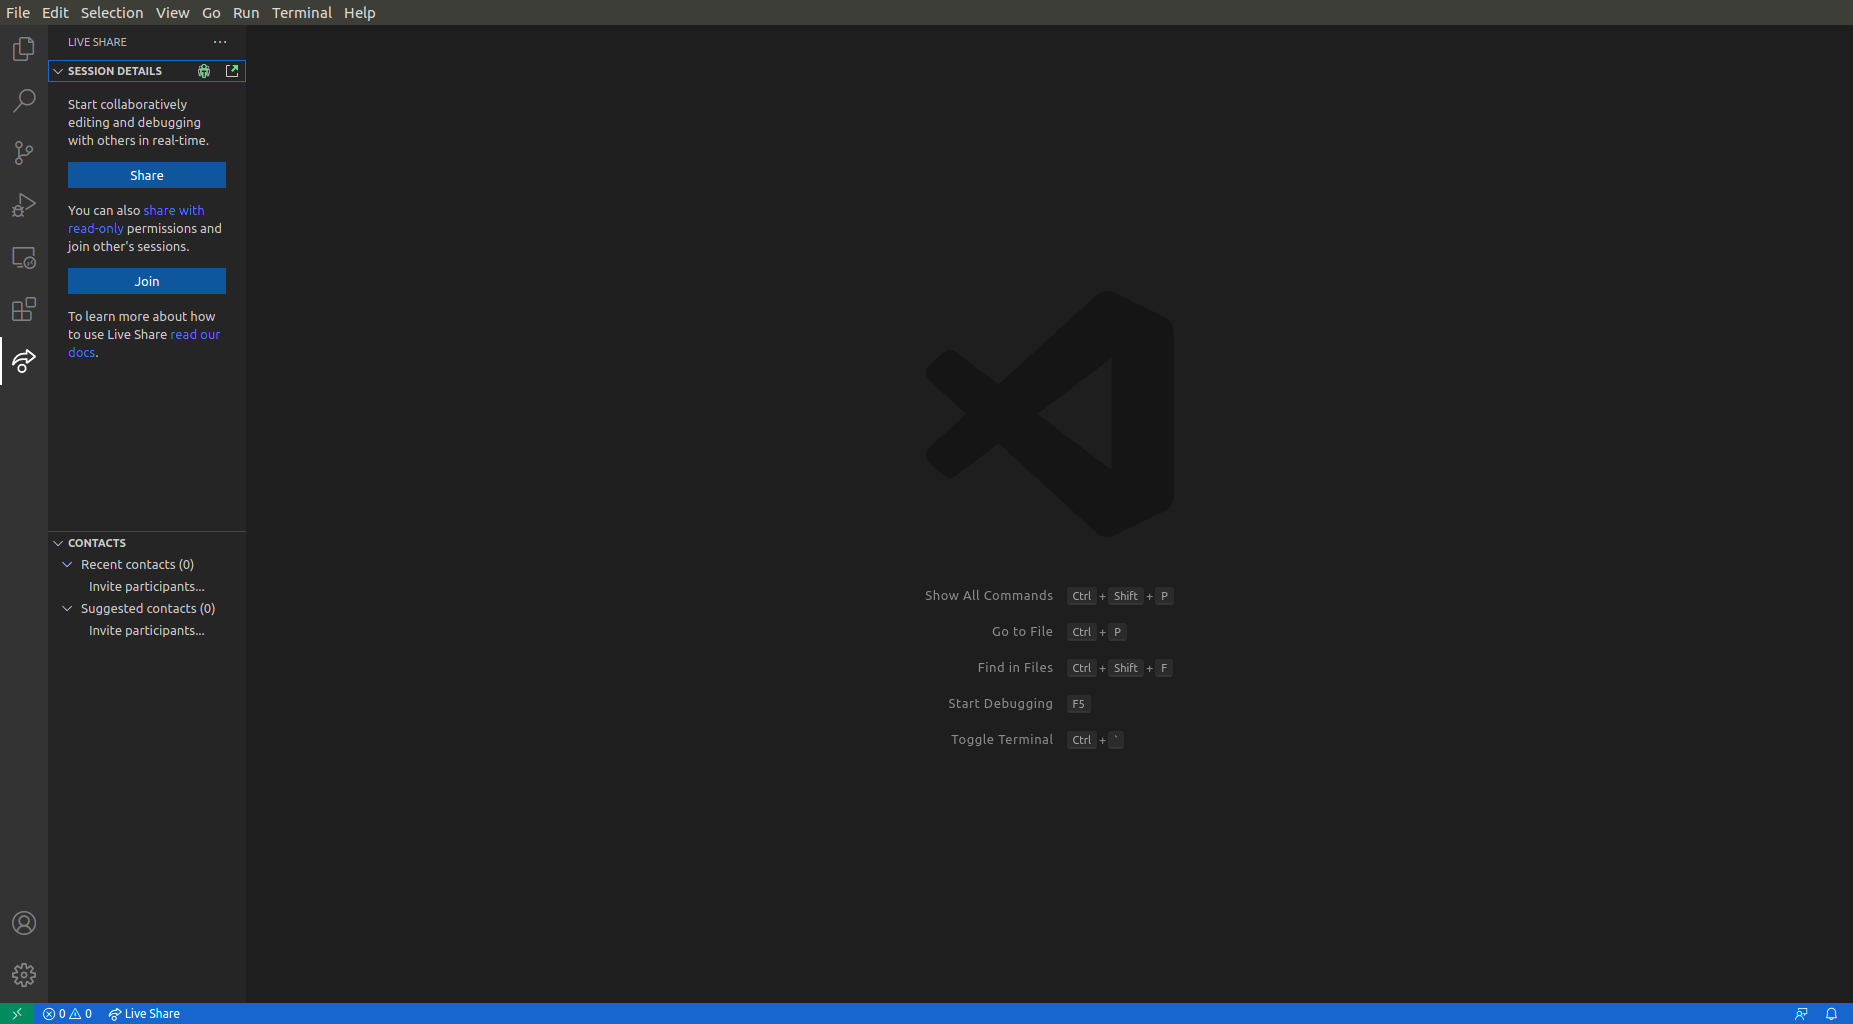 File Edit Selection View Go Run Terminal Help
LIVE SHARE
SESSION DETAILS
Start collaboratively
editing and debugging
with others in real-time.
Share
You can also share with
read-only permissions and
join other's sessions.
Join
To learn more about how
to use Live Share read our
docs.
CONTACTS
Recent contacts (0)
Invite participants...
Suggested contacts (0)
Invite participants...
Show All Commands Ctrl + Shift + P
Go to File Ctrl + P
Find in Files Ctrl + Shift + F
Start Debugging F5
Toggle Terminal Ctrl + `
0 0 Live Share